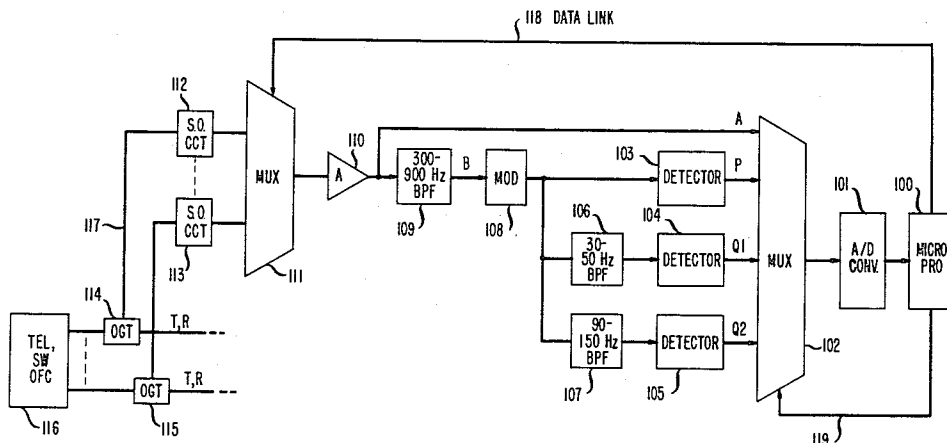 118 DATA LINK
112
S.O.
CCT
MUX
110
A
300-
900 Hz
BPF
109
B
MOD
108
A
103
DETECTOR
P
106
30-
50 Hz
BPF
104
DETECTOR
Q1
90-
150 Hz
BPF
107
DETECTOR
105
Q2
MUX
102
101
A/D
CONV.
100
MICRO
PRO
119
117
S.O.
CCT
113
111
114
OGT
T,R
TEL,
SW
OFC
116
OGT
115
T,R